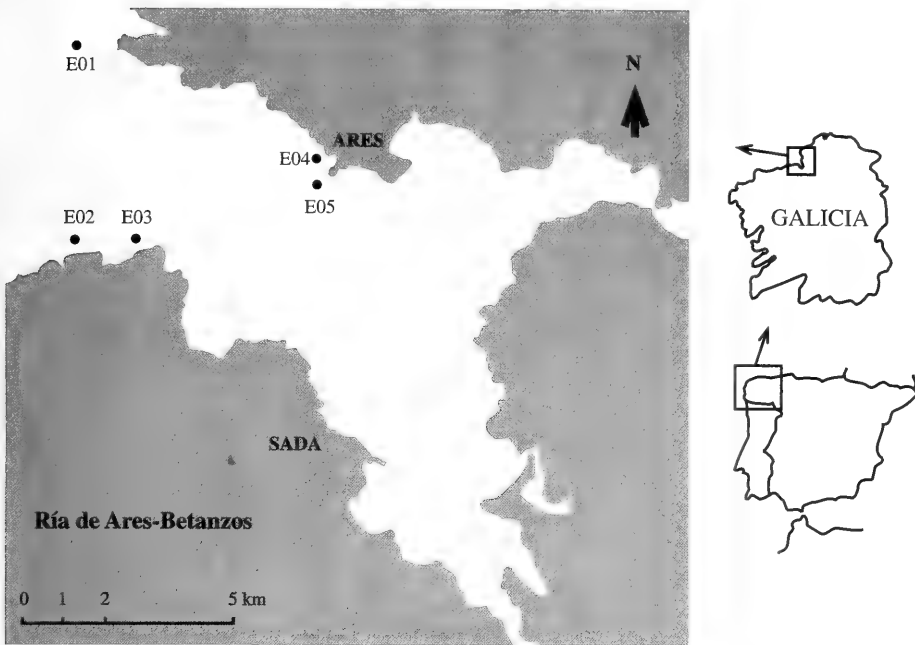 E01
N
ARES
E04
E05
E02 E03
GALICIA
SADA
Ría de Ares-Betanzos
0 1 2 5 km